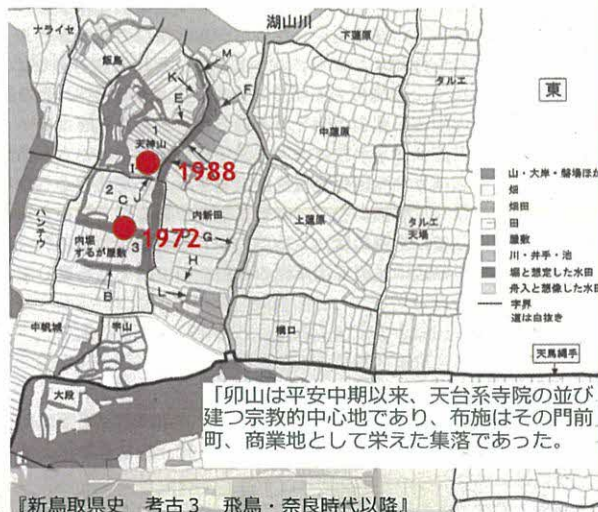 湖山川
ナライセ
飯島
M
K
F
E
1
天神山
1
1988
J
2
C
1972
3
内堀
するが屋敷
B
ハンテウ
内新田
G
H
L
下蓮原
中蓮原
上蓮原
タルエ
タルエ
天場
橋口
中帆城
宇山
大段
東
山・大岸・磐場ほか
畑
畑田
田
屋敷
川・井手・池
堀と想定した水田
舟入と想像した水田
字界
道は白抜き
天馬縄手
「卯山は平安中期以来、天台系寺院の並び
建つ宗教的中心地であり、布施はその門前
町、商業地として栄えた集落であった。
『新鳥取県史 考古3 飛鳥・奈良時代以降』